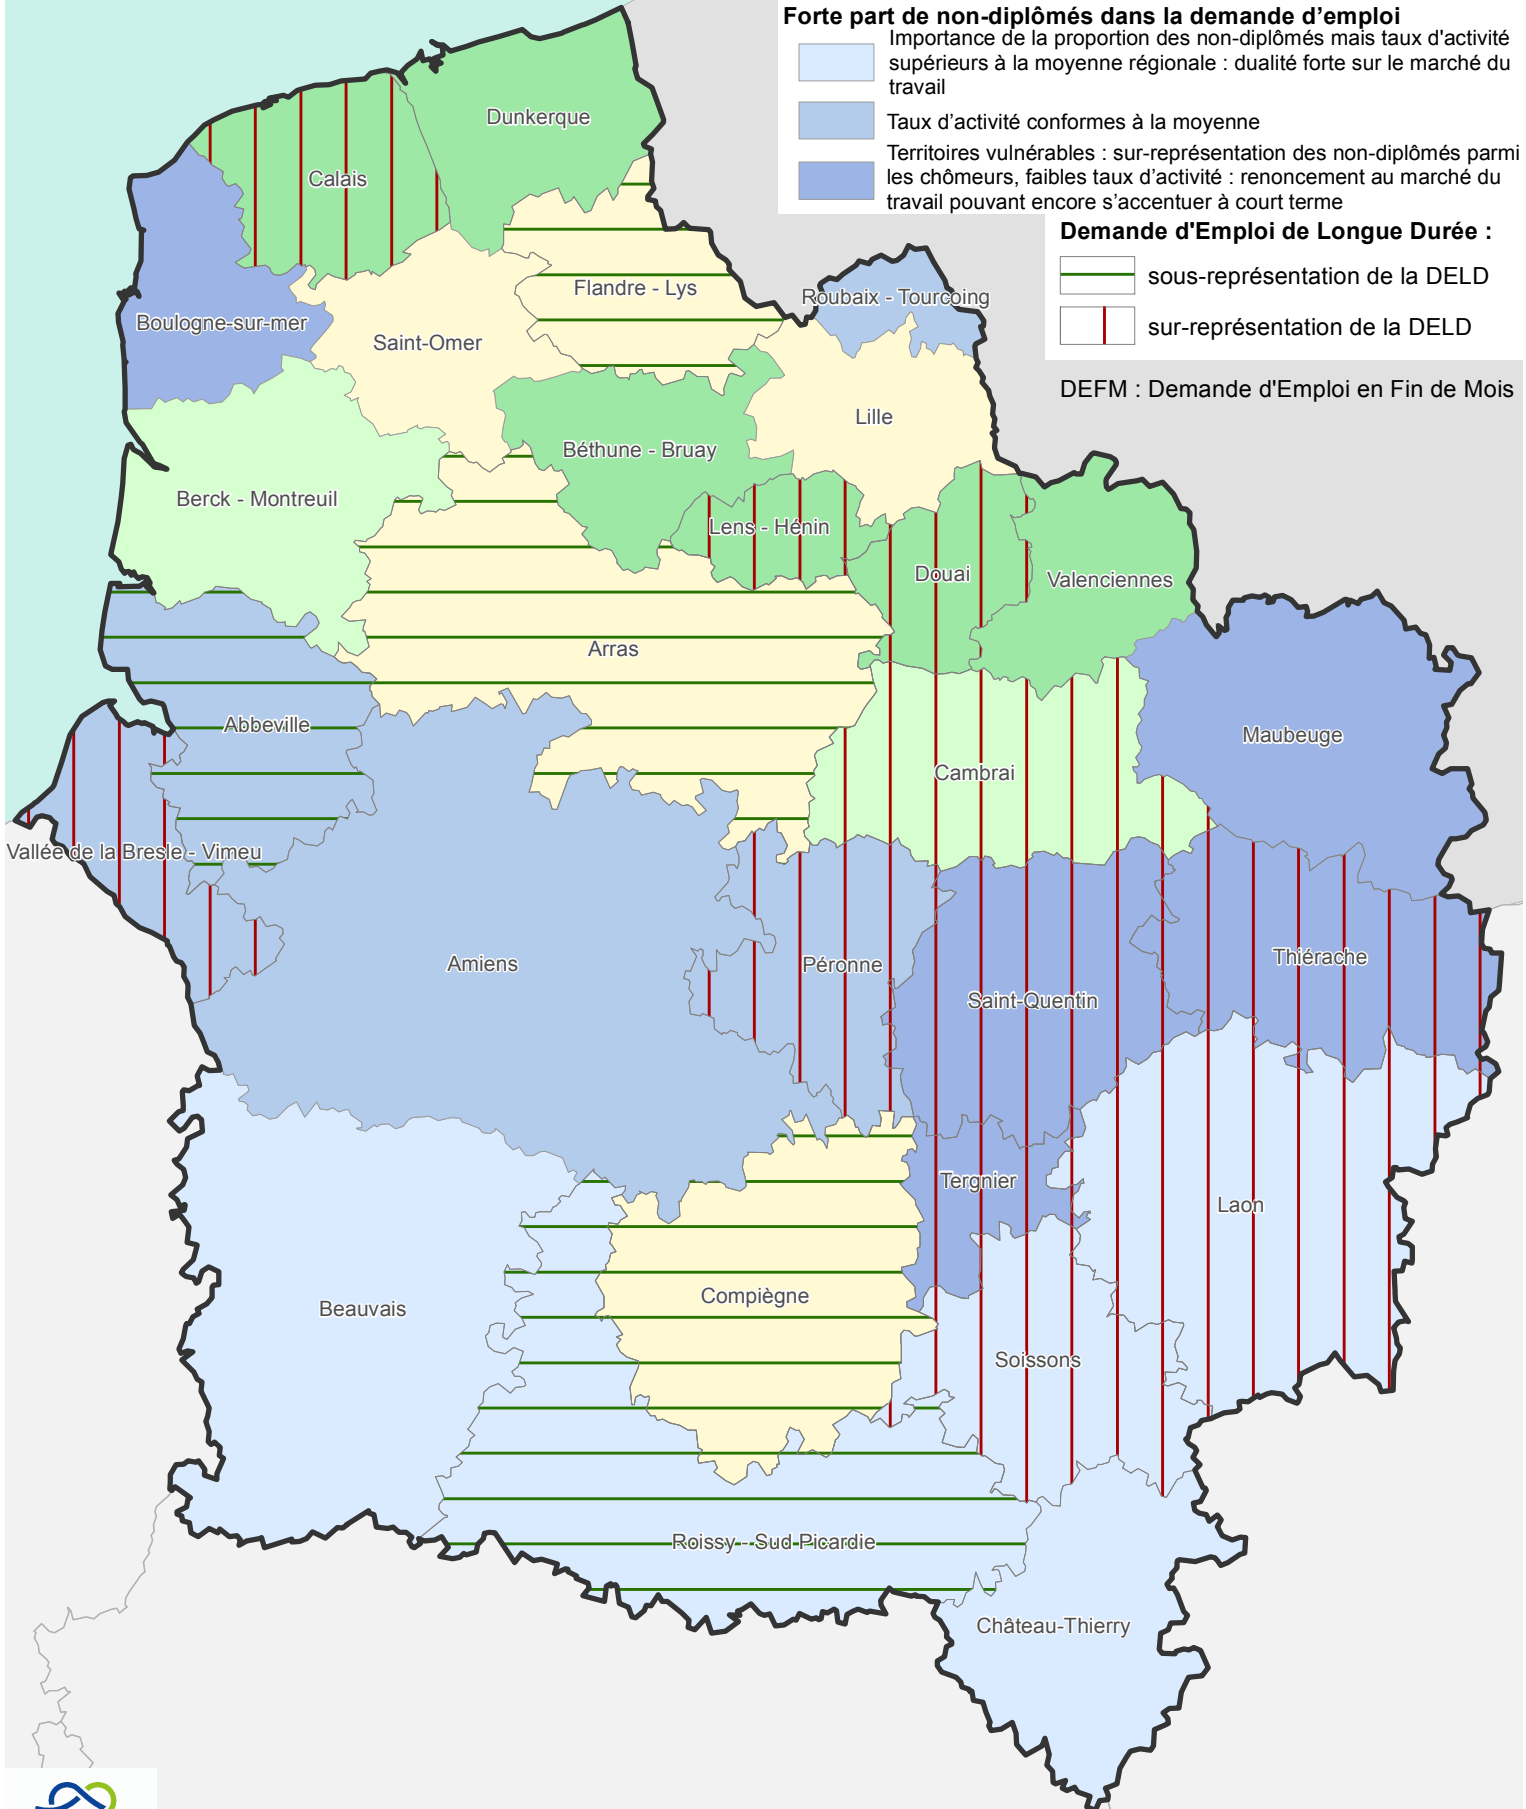 Forte part de non-diplômés dans la demande d’emploi
Importance de la proportion des non-diplômés mais taux d'activité
supérieurs à la moyenne régionale : dualité forte sur le marché du
travail
Taux d’activité conformes à la moyenne
Territoires vulnérables : sur-représentation des non-diplômés parmi
les chômeurs, faibles taux d’activité : renoncement au marché du
travail pouvant encore s’accentuer à court terme
Demande d'Emploi de Longue Durée :
sous-représentation de la DELD
sur-représentation de la DELD
DEFM : Demande d'Emploi en Fin de Mois
Dunkerque
Calais
Flandre - Lys
Roubaix - Tourcoing
Boulogne-sur-mer
Saint-Omer
Lille
Béthune - Bruay
Berck - Montreuil
Lens - Hénin
Douai
Valenciennes
Arras
Abbeville
Maubeuge
Cambrai
Vallée de la Bresle - Vimeu
Amiens
Péronne
Thiérache
Saint-Quentin
Tergnier
Laon
Compiègne
Beauvais
Soissons
Roissy - Sud Picardie
Château-Thierry